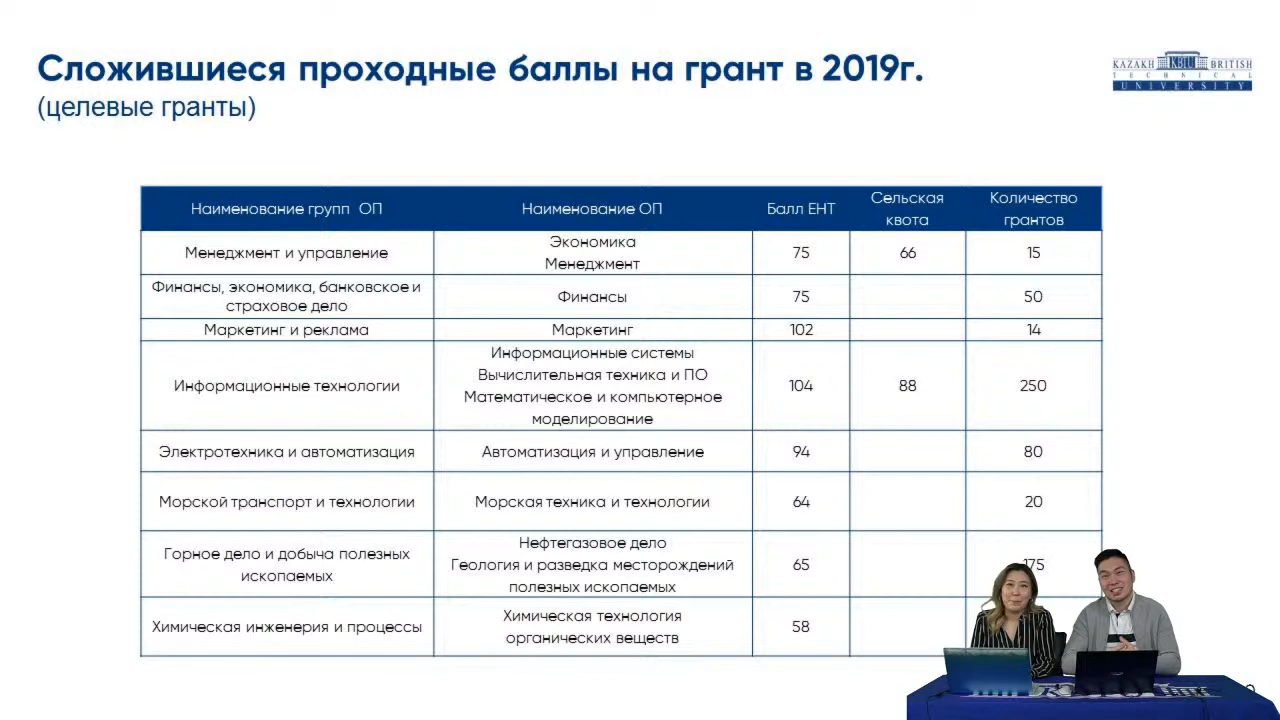 Сложившиеся проходные баллы на грант в 2019г.
(целевые гранты)
KAZAKH KBTU BRITISH
TECHNICAL
UNIVERSITY
Наименование групп ОП
Наименование ОП
Балл ЕНТ
Сельская
квота
Количество
грантов
Менеджмент и управление
Экономика
Менеджмент
75
66
15
Финансы, экономика, банковское и
страховое дело
Финансы
75
50
Маркетинг и реклама
Маркетинг
102
14
Информационные технологии
Информационные системы
Вычислительная техника и ПО
Математическое и компьютерное
моделирование
104
88
250
Электротехника и автоматизация
Автоматизация и управление
94
80
Морской транспорт и технологии
Морская техника и технологии
64
20
Горное дело и добыча полезных
ископаемых
Нефтегазовое дело
Геология и разведка месторождений
полезных ископаемых
65
175
Химическая инженерия и процессы
Химическая технология
органических веществ
58